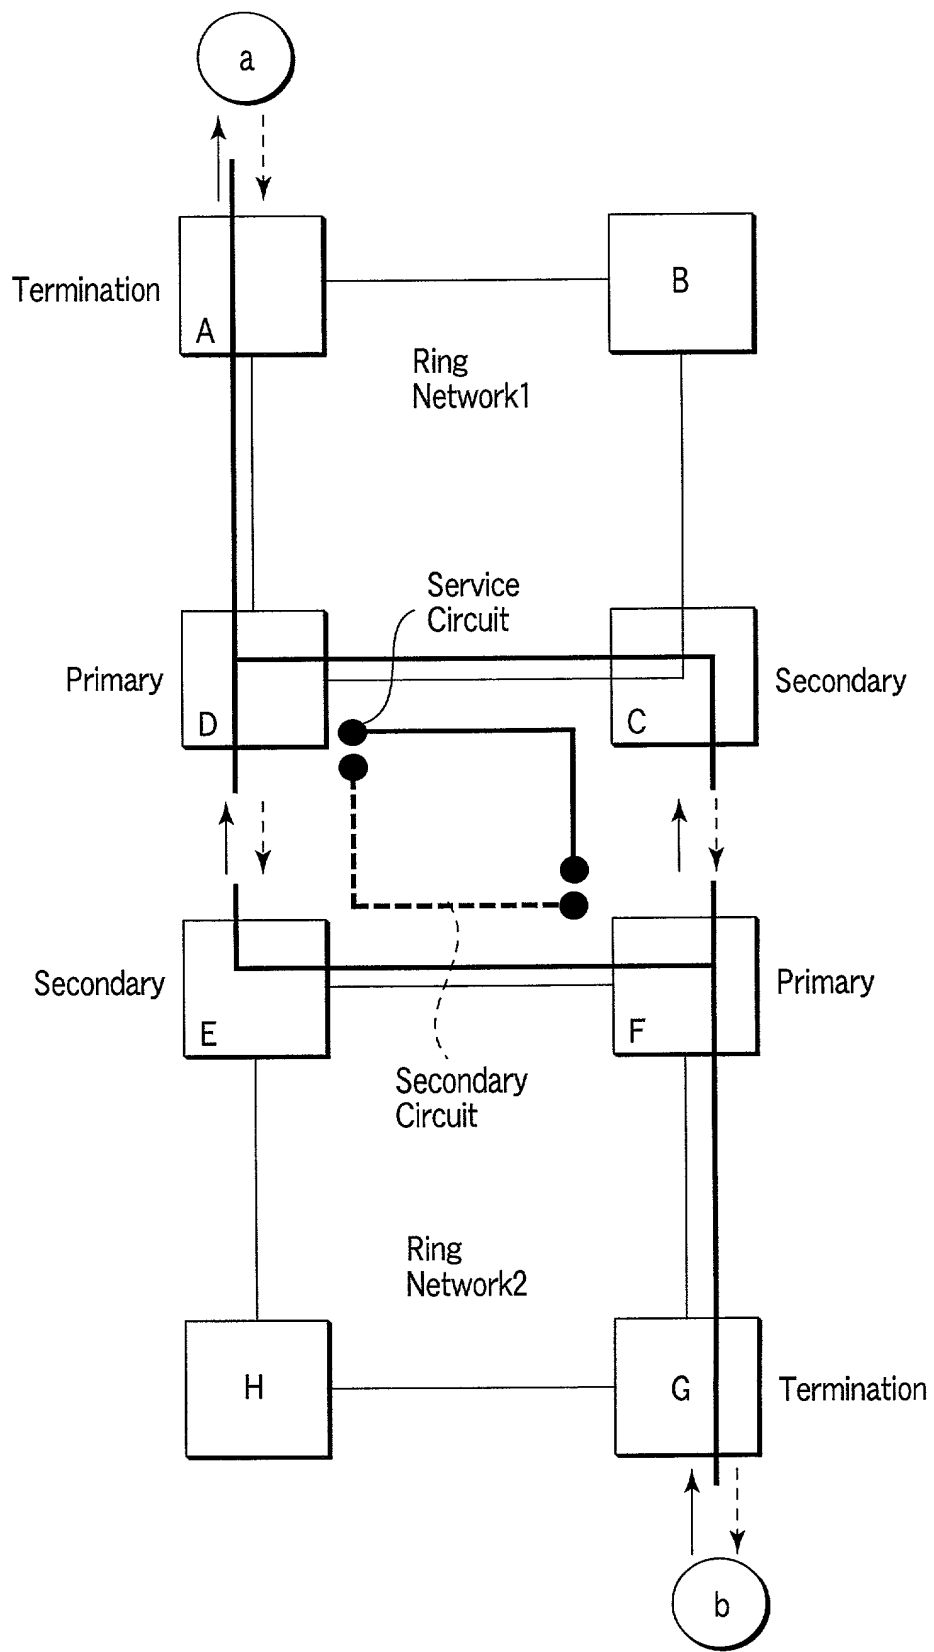 a
Termination
A
B
Ring
Network1
Service
Circuit
Primary
D
C
Secondary
Secondary
E
F
Primary
Secondary
Circuit
Ring
Network2
H
G
Termination
b